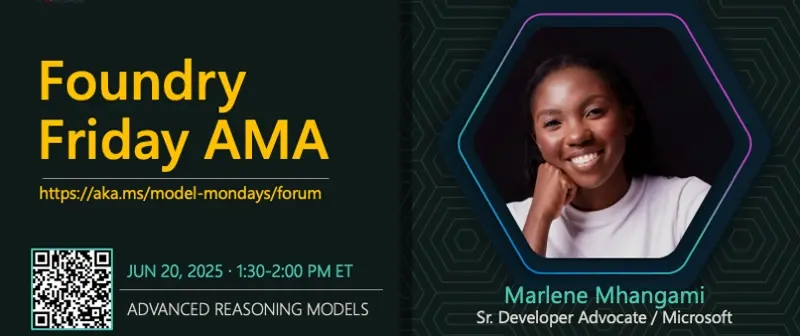 Foundry
Friday AMA
https://aka.ms/model-mondays/forum
JUN 20, 2025 · 1:30-2:00 PM ET
ADVANCED REASONING MODELS
Marlene Mhangami
Sr. Developer Advocate / Microsoft